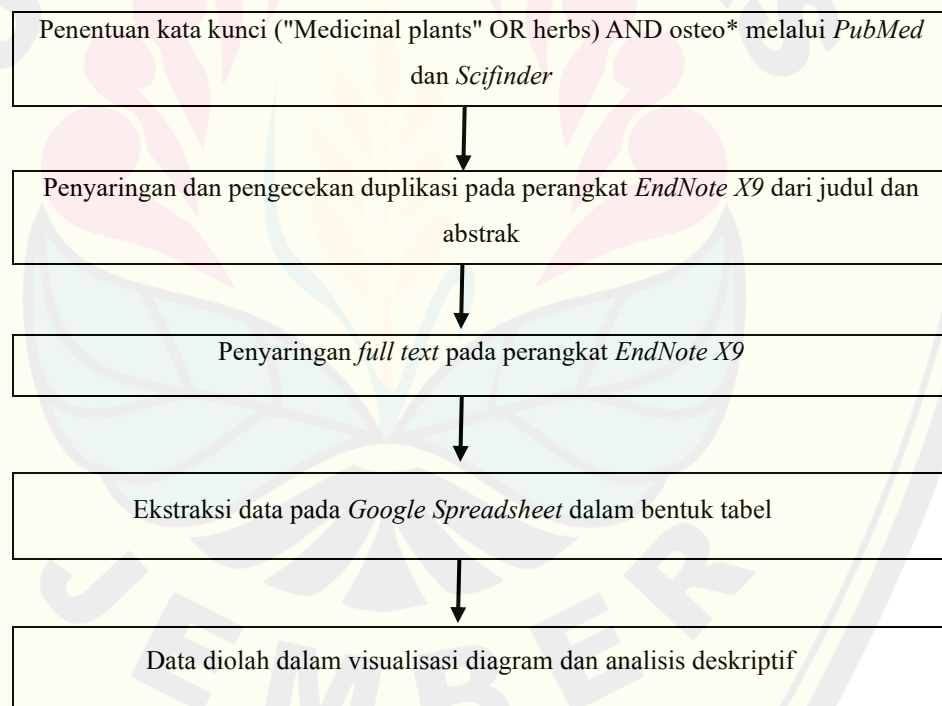 Penentuan kata kunci ("Medicinal plants" OR herbs) AND osteo* melalui PubMed
dan Scifinder
Penyaringan dan pengecekan duplikasi pada perangkat EndNote X9 dari judul dan
abstrak
Penyaringan full text pada perangkat EndNote X9
Ekstraksi data pada Google Spreadsheet dalam bentuk tabel
Data diolah dalam visualisasi diagram dan analisis deskriptif
JEMBER